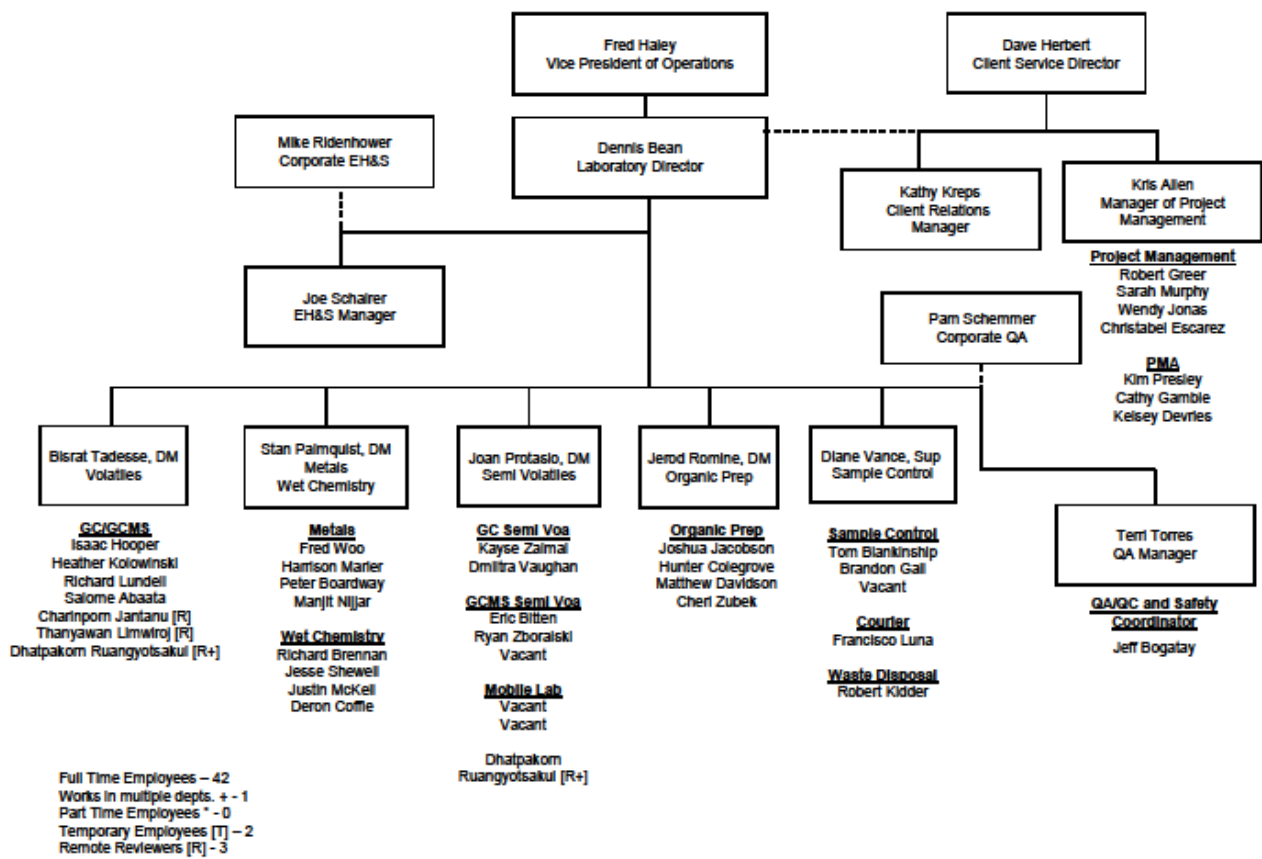 Fred Haley
Vice President of Operations
Dave Herbert
Client Service Director
Mike Ridenhower
Corporate EH&S
Dennis Bean
Laboratory Director
Kathy Kreps
Client Relations
Manager
Kris Allen
Manager of Project
Management
Project Management
Robert Greer
Sarah Murphy
Wendy Jonas
Christabel Escarez
PMA
Kim Presley
Cathy Gamble
Kelsey Devries
Joe Schairer
EH&S Manager
Pam Schemmer
Corporate QA
Bisrat Tadesse, DM
Volatiles
GC/GCMS
Isaac Hooper
Heather Kolowinski
Richard Lundell
Salome Abaata
Charinporn Jantanu [R]
Thanyawan Limwiroj [R]
Dhatpakorn Ruangyotsakul [R+]
Stan Palmquist, DM
Metals
Wet Chemistry
Metals
Fred Woo
Harrison Marler
Peter Boardway
Manjit Nijjar
Wet Chemistry
Richard Brennan
Jesse Shewell
Justin McKell
Deron Coffie
Joan Protasio, DM
Semi Volatiles
GC Semi Voa
Kayse Zalmai
Dmitra Vaughan
GCMS Semi Voa
Eric Bitten
Ryan Zboralski
Vacant
Mobile Lab
Vacant
Vacant
Dhatpakorn
Ruangyotsakul [R+]
Jerod Romine, DM
Organic Prep
Organic Prep
Joshua Jacobson
Hunter Colegrove
Matthew Davidson
Cheri Zubek
Diane Vance, Sup
Sample Control
Sample Control
Tom Blankinship
Brandon Gall
Vacant
Courier
Francisco Luna
Waste Disposal
Robert Kidder
Terri Torres
QA Manager
QA/QC and Safety
Coordinator
Jeff Bogatay
Full Time Employees – 42
Works in multiple depts. + - 1
Part Time Employees * - 0
Temporary Employees [T] – 2
Remote Reviewers [R] - 3